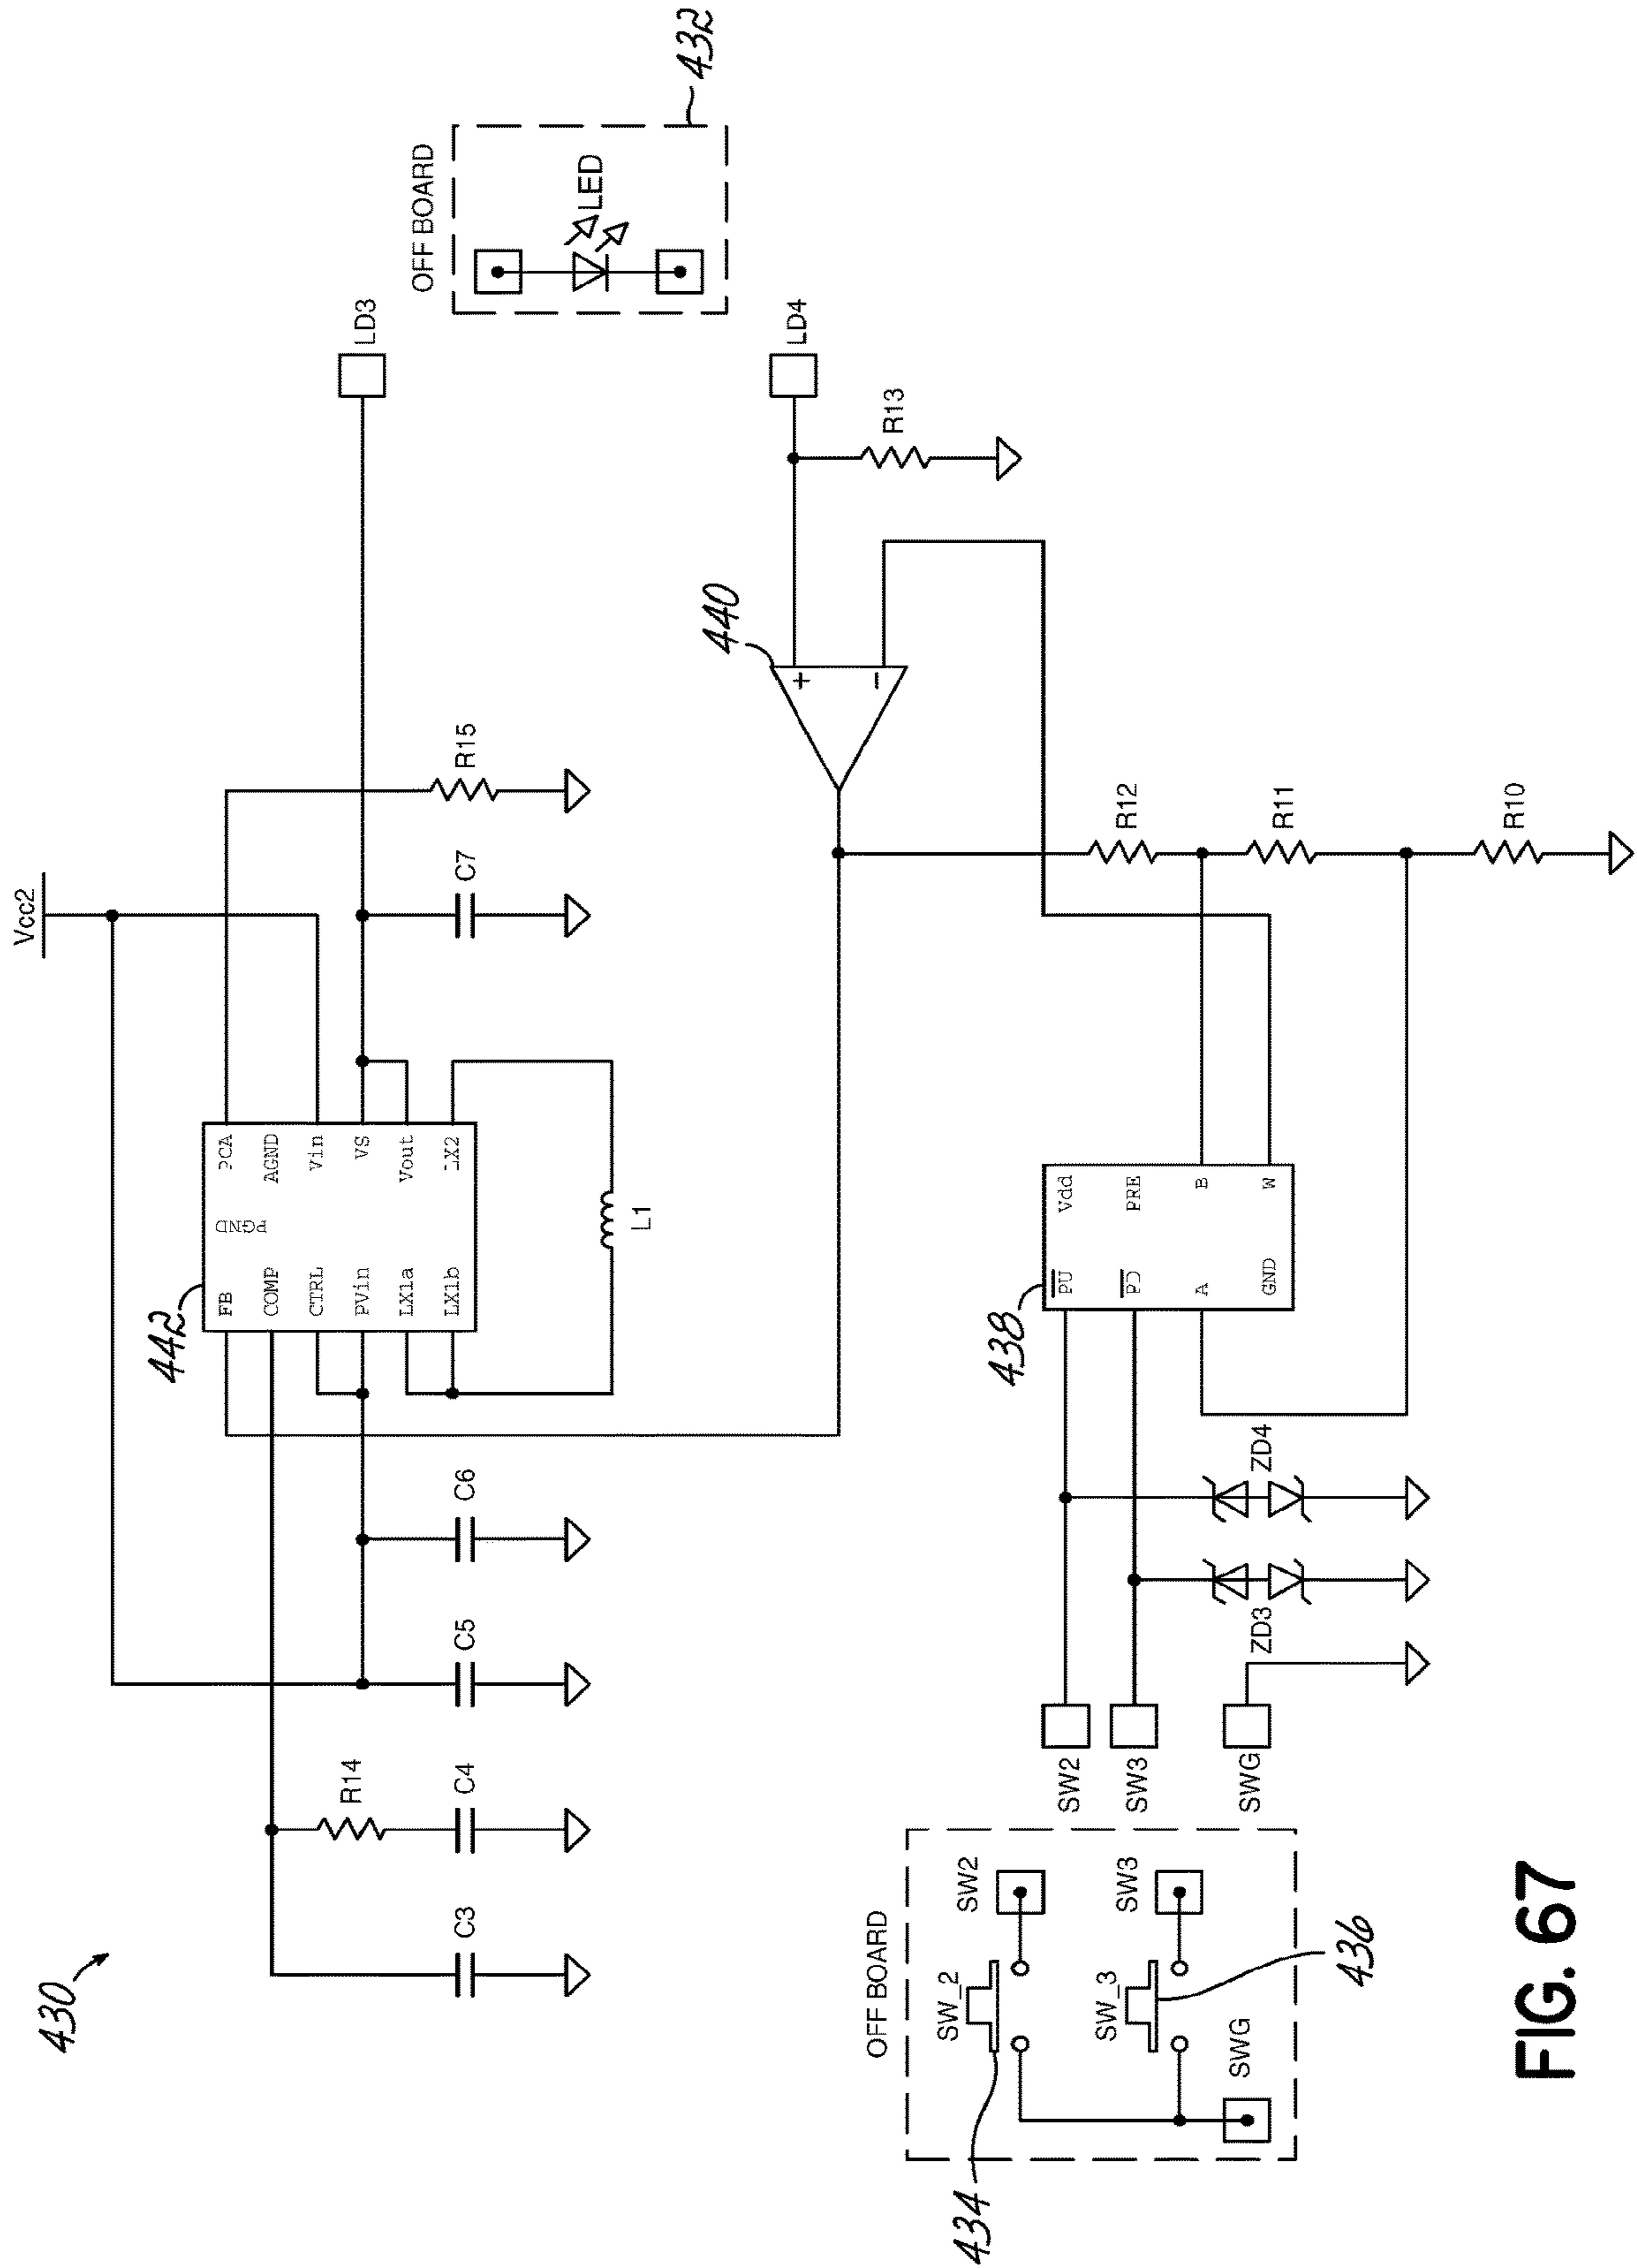 430
Vcc2
442
FB
COMP
CTRL
PVin
LX1a
LX1b
PGND
PCA
AGND
Vin
VS
Vout
LX2
L1
C3
R14
C4
C5
C6
C7
R15
LD3
OFF BOARD
LED
432
440
+
-
LD4
R13
OFF BOARD
SW_2
SW2
SW_3
SW3
SWG
434
436
SW2
SW3
SWG
ZD3
ZD4
438
PU
PD
A
GND
Vdd
PRE
B
W
R12
R11
R10
FIG. 67